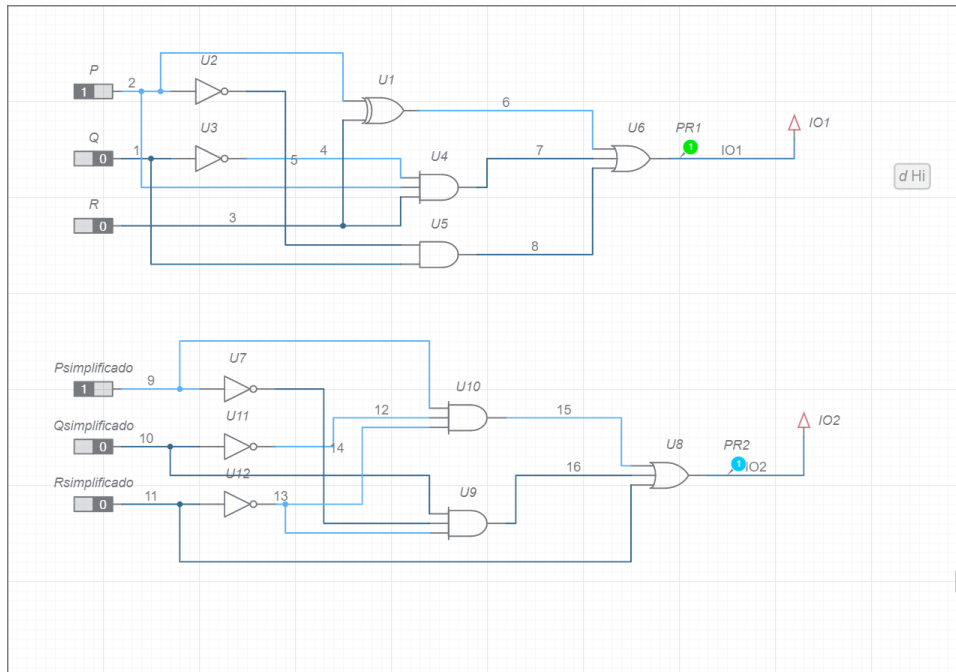 P
2
U2
1
U1
6
Q
1
U3
0
5
4
U4
7
U6
PR1
1
IO1
IO1
d Hi
R
3
0
U5
8
Psimplificado
9
U7
1
U10
Qsimplificado
10
U11
0
12
14
15
IO2
Rsimplificado
11
U12
0
13
U9
16
U8
PR2
1
IO2